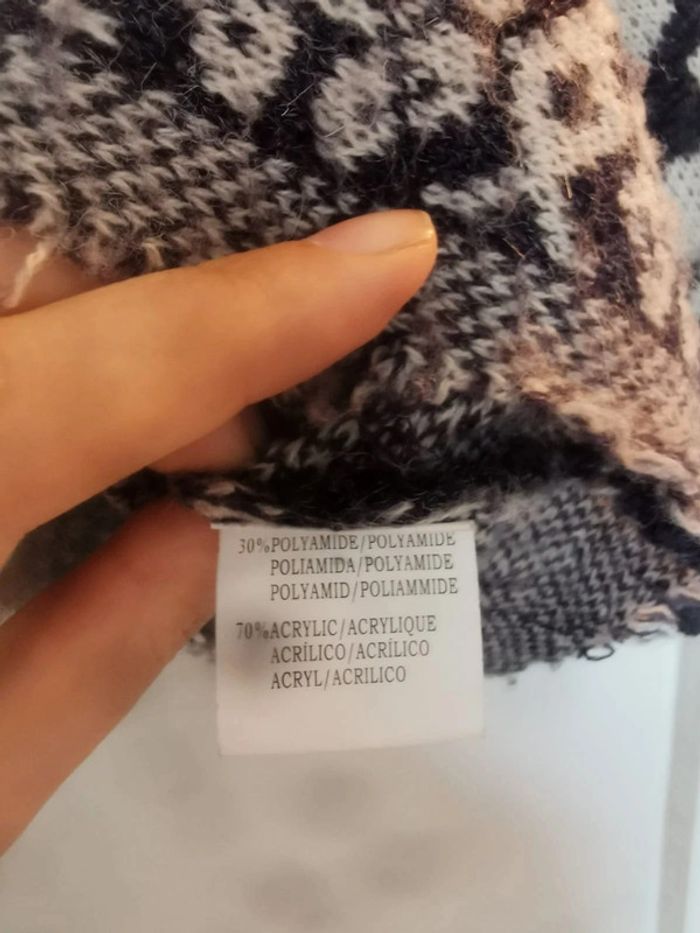 30%POLYAMIDE/POLYAMIDE
POLIAMIDA/POLYAMIDE
POLYAMID/POLIAMMIDE
70%ACRYLIC/ACRYLIQUE
ACRÍLICO/ACRÍLICO
ACRYL/ACRILICO